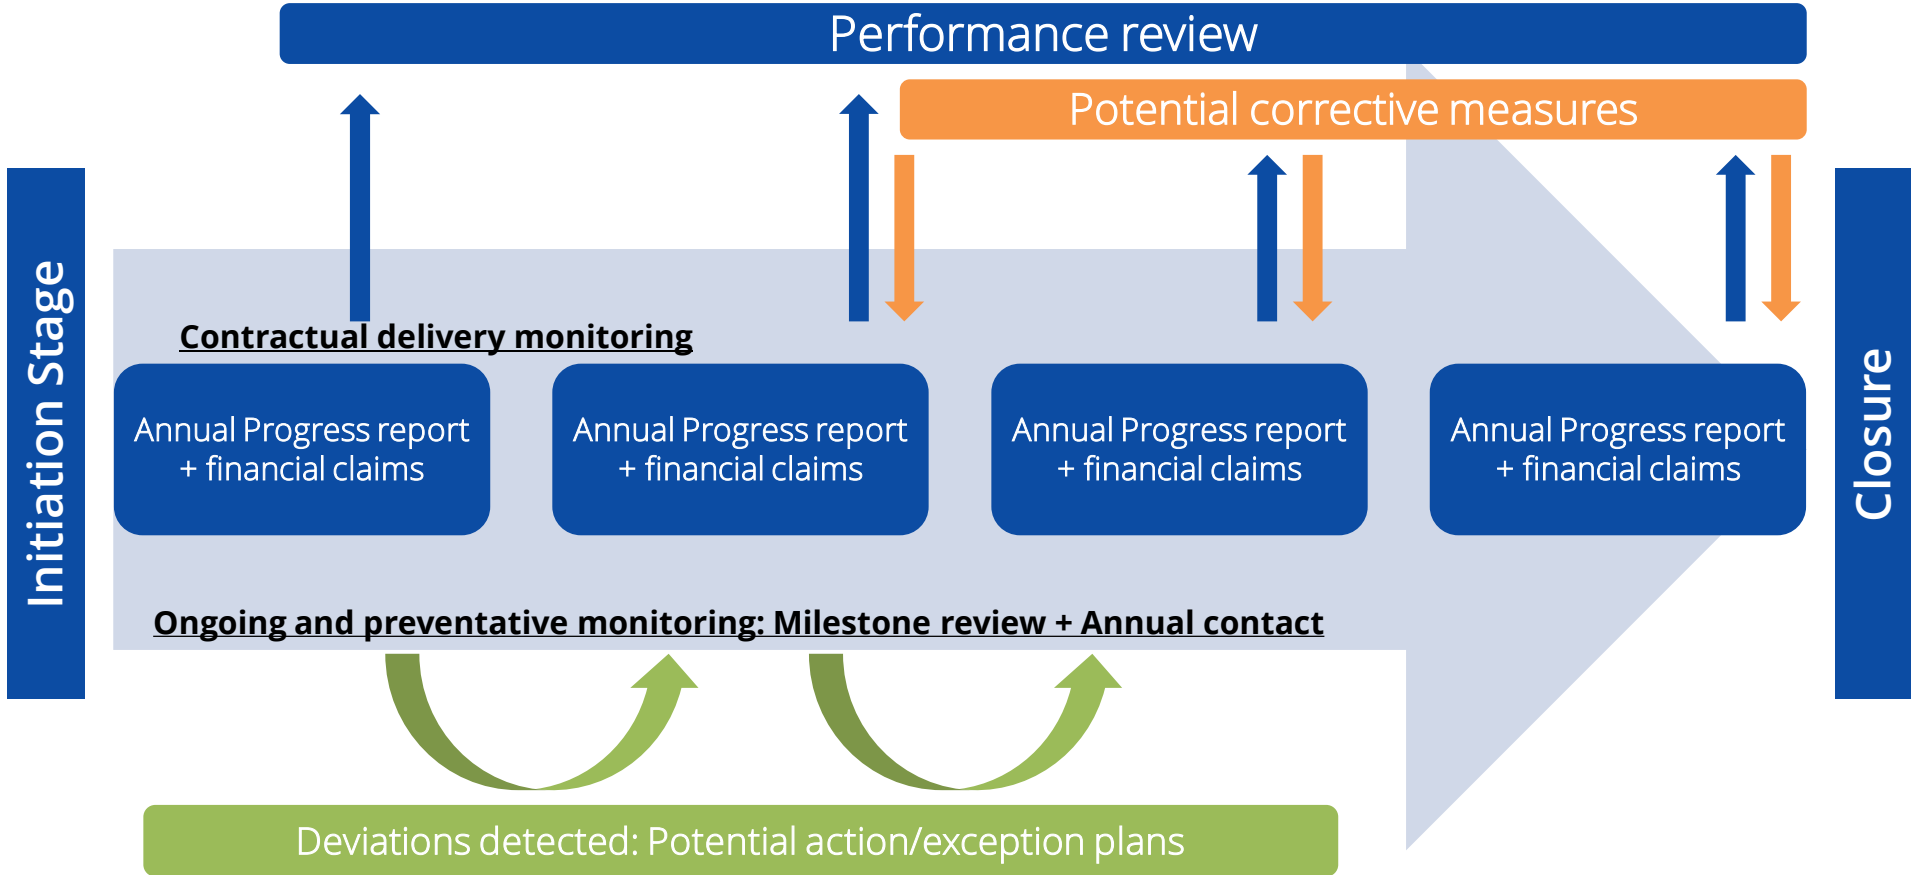 Performance review
Potential corrective measures
Initiation Stage
Contractual delivery monitoring
Annual Progress report
+ financial claims
Annual Progress report
+ financial claims
Annual Progress report
+ financial claims
Annual Progress report
+ financial claims
Closure
Ongoing and preventative monitoring: Milestone review + Annual contact
Deviations detected: Potential action/exception plans